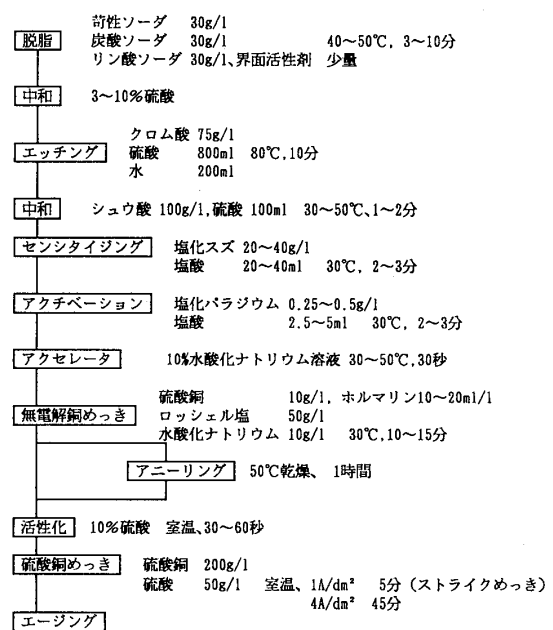 苛性ソーダ 30g/l
脱脂 炭酸ソーダ 30g/l 40～50℃, 3～10分
リン酸ソーダ 30g/l、界面活性剤 少量
中和 3～10%硫酸
クロム酸 75g/l
エッチング 硫酸 800ml 80℃,10分
水 200ml
中和 シュウ酸 100g/l,硫酸 100ml 30～50℃、1～2分
センシタイジング 塩化スズ 20～40g/l
塩酸 20～40ml 30℃, 2～3分
アクチベーション 塩化パラジウム 0.25～0.5g/l
塩酸 2.5～5ml 30℃, 2～3分
アクセレータ 10%水酸化ナトリウム溶液 30～50℃,30秒
硫酸銅 10g/l, ホルマリン10～20ml/l
無電解銅めっき ロッシェル塩 50g/l
水酸化ナトリウム 10g/l 30℃,10～15分
アニーリング 50℃乾燥、 1時間
活性化 10%硫酸 室温、30～60秒
硫酸銅めっき 硫酸銅 200g/l
硫酸 50g/l 室温、1A/dm² 5分 (ストライクめっき)
4A/dm² 45分
エージング